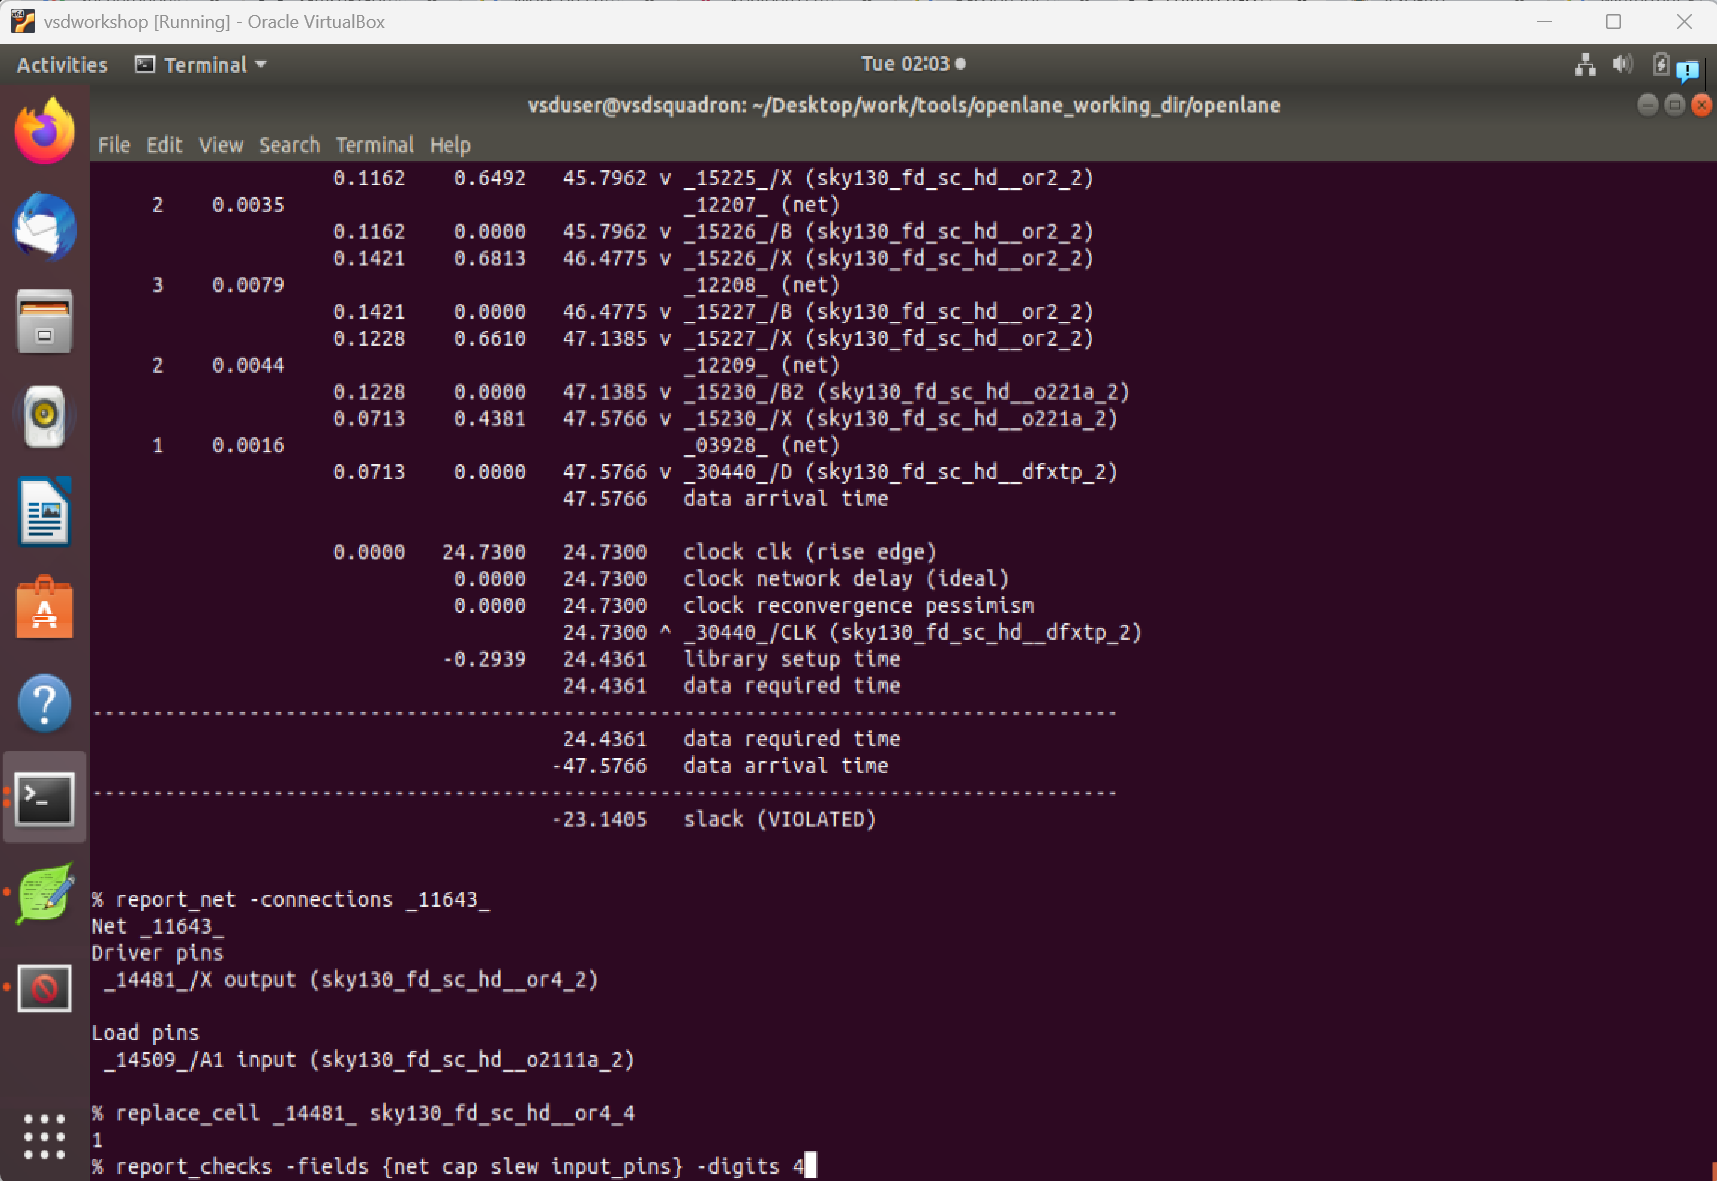 vsdworkshop [Running] - Oracle VirtualBox
Activities Terminal Tue 02:03
vsduser@vsdsquadron: ~/Desktop/work/tools/openlane_working_dir/openlane
File Edit View Search Terminal Help
0.1162 0.6492 45.7962 v _15225_/X (sky130_fd_sc_hd__or2_2)
2 0.0035 _12207_ (net)
0.1162 0.0000 45.7962 v _15226_/B (sky130_fd_sc_hd__or2_2)
0.1421 0.6813 46.4775 v _15226_/X (sky130_fd_sc_hd__or2_2)
3 0.0079 _12208_ (net)
0.1421 0.0000 46.4775 v _15227_/B (sky130_fd_sc_hd__or2_2)
0.1228 0.6610 47.1385 v _15227_/X (sky130_fd_sc_hd__or2_2)
2 0.0044 _12209_ (net)
0.1228 0.0000 47.1385 v _15230_/B2 (sky130_fd_sc_hd__o221a_2)
0.0713 0.4381 47.5766 v _15230_/X (sky130_fd_sc_hd__o221a_2)
1 0.0016 _03928_ (net)
0.0713 0.0000 47.5766 v _30440_/D (sky130_fd_sc_hd__dfxtp_2)
47.5766 data arrival time
0.0000 24.7300 24.7300 clock clk (rise edge)
0.0000 24.7300 clock network delay (ideal)
0.0000 24.7300 clock reconvergence pessimism
24.7300 ^ _30440_/CLK (sky130_fd_sc_hd__dfxtp_2)
-0.2939 24.4361 library setup time
24.4361 data required time
-------------------------------------------------------------------------------------
24.4361 data required time
-47.5766 data arrival time
-------------------------------------------------------------------------------------
-23.1405 slack (VIOLATED)
% report_net -connections _11643_
Net _11643_
Driver pins
_14481_/X output (sky130_fd_sc_hd__or4_2)
Load pins
_14509_/A1 input (sky130_fd_sc_hd__o2111a_2)
% replace_cell _14481_ sky130_fd_sc_hd__or4_4
1
% report_checks -fields {net cap slew input_pins} -digits 4